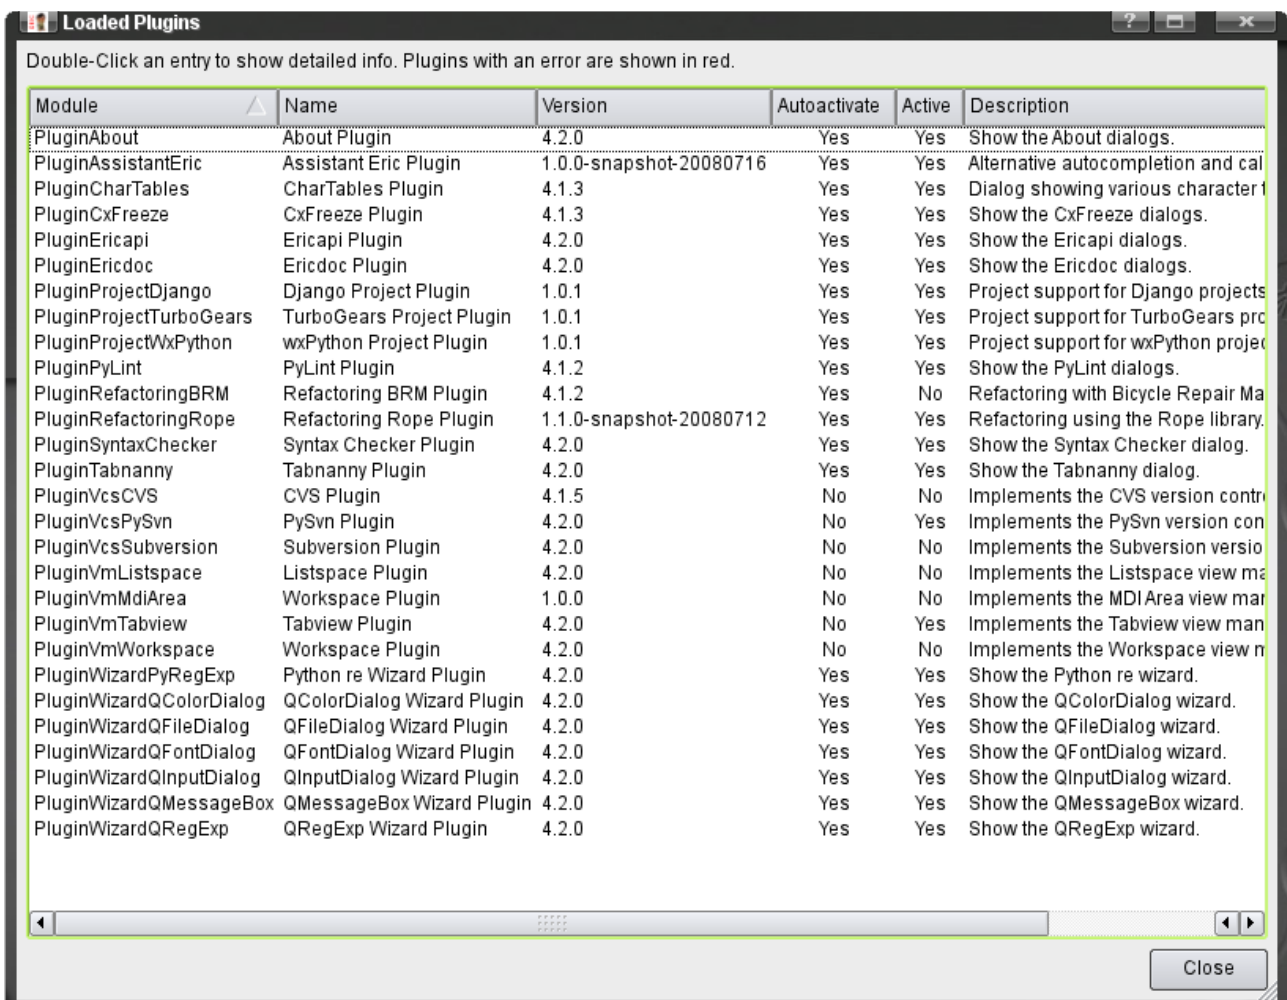 Loaded Plugins
Double-Click an entry to show detailed info. Plugins with an error are shown in red.
Module Name Version Autoactivate Active Description
PluginAbout About Plugin 4.2.0 Yes Yes Show the About dialogs.
PluginAssistantEric Assistant Eric Plugin 1.0.0-snapshot-20080716 Yes Yes Alternative autocompletion and cal
PluginCharTables CharTables Plugin 4.1.3 Yes Yes Dialog showing various character t
PluginCxFreeze CxFreeze Plugin 4.1.3 Yes Yes Show the CxFreeze dialogs.
PluginEricapi Ericapi Plugin 4.2.0 Yes Yes Show the Ericapi dialogs.
PluginEricdoc Ericdoc Plugin 4.2.0 Yes Yes Show the Ericdoc dialogs.
PluginProjectDjango Django Project Plugin 1.0.1 Yes Yes Project support for Django projects
PluginProjectTurboGears TurboGears Project Plugin 1.0.1 Yes Yes Project support for TurboGears pro
PluginProjectWxPython wxPython Project Plugin 1.0.1 Yes Yes Project support for wxPython projec
PluginPyLint PyLint Plugin 4.1.2 Yes Yes Show the PyLint dialogs.
PluginRefactoringBRM Refactoring BRM Plugin 4.1.2 Yes No Refactoring with Bicycle Repair Ma
PluginRefactoringRope Refactoring Rope Plugin 1.1.0-snapshot-20080712 Yes Yes Refactoring using the Rope library.
PluginSyntaxChecker Syntax Checker Plugin 4.2.0 Yes Yes Show the Syntax Checker dialog.
PluginTabnanny Tabnanny Plugin 4.2.0 Yes Yes Show the Tabnanny dialog.
PluginVcsCVS CVS Plugin 4.1.5 No No Implements the CVS version contro
PluginVcsPySvn PySvn Plugin 4.2.0 No Yes Implements the PySvn version con
PluginVcsSubversion Subversion Plugin 4.2.0 No No Implements the Subversion versio
PluginVmListspace Listspace Plugin 4.2.0 No No Implements the Listspace view ma
PluginVmMdiArea Workspace Plugin 1.0.0 No No Implements the MDI Area view man
PluginVmTabview Tabview Plugin 4.2.0 No Yes Implements the Tabview view man
PluginVmWorkspace Workspace Plugin 4.2.0 No No Implements the Workspace view m
PluginWizardPyRegExp Python re Wizard Plugin 4.2.0 Yes Yes Show the Python re wizard.
PluginWizardQColorDialog QColorDialog Wizard Plugin 4.2.0 Yes Yes Show the QColorDialog wizard.
PluginWizardQFileDialog QFileDialog Wizard Plugin 4.2.0 Yes Yes Show the QFileDialog wizard.
PluginWizardQFontDialog QFontDialog Wizard Plugin 4.2.0 Yes Yes Show the QFontDialog wizard.
PluginWizardQInputDialog QInputDialog Wizard Plugin 4.2.0 Yes Yes Show the QInputDialog wizard.
PluginWizardQMessageBox QMessageBox Wizard Plugin 4.2.0 Yes Yes Show the QMessageBox wizard.
PluginWizardQRegExp QRegExp Wizard Plugin 4.2.0 Yes Yes Show the QRegExp wizard.
Close